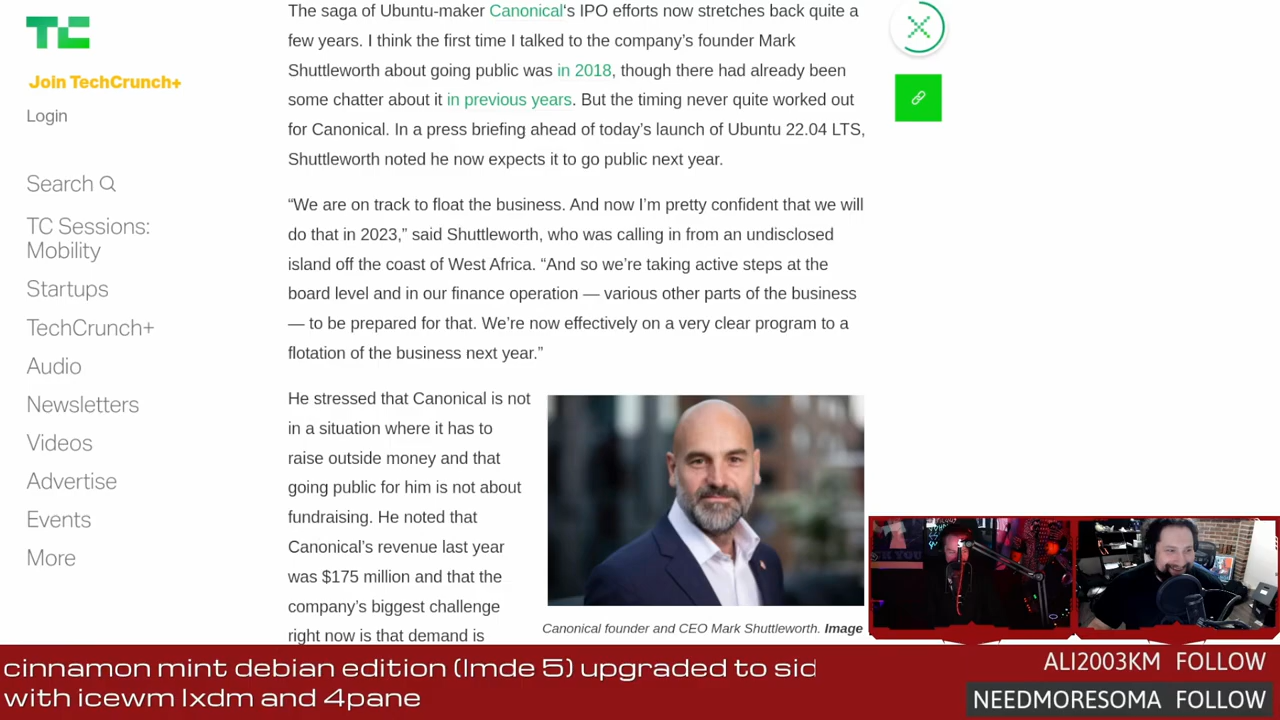 TC
Join TechCrunch+
Login
Search
TC Sessions:
Mobility
Startups
TechCrunch+
Audio
Newsletters
Videos
Advertise
Events
More
The saga of Ubuntu-maker Canonical‘s IPO efforts now stretches back quite a
few years. I think the first time I talked to the company’s founder Mark
Shuttleworth about going public was in 2018, though there had already been
some chatter about it in previous years. But the timing never quite worked out
for Canonical. In a press briefing ahead of today’s launch of Ubuntu 22.04 LTS,
Shuttleworth noted he now expects it to go public next year.
“We are on track to float the business. And now I’m pretty confident that we will
do that in 2023,” said Shuttleworth, who was calling in from an undisclosed
island off the coast of West Africa. “And so we’re taking active steps at the
board level and in our finance operation — various other parts of the business
— to be prepared for that. We’re now effectively on a very clear program to a
flotation of the business next year.”
He stressed that Canonical is not
in a situation where it has to
raise outside money and that
going public for him is not about
fundraising. He noted that
Canonical’s revenue last year
was $175 million and that the
company’s biggest challenge
right now is that demand is
Canonical founder and CEO Mark Shuttleworth. Image
cinnamon mint debian edition (lmde 5) upgraded to sid
with icewm lxdm and 4pane
ALI2003KM FOLLOW
NEEDMORESOMA FOLLOW